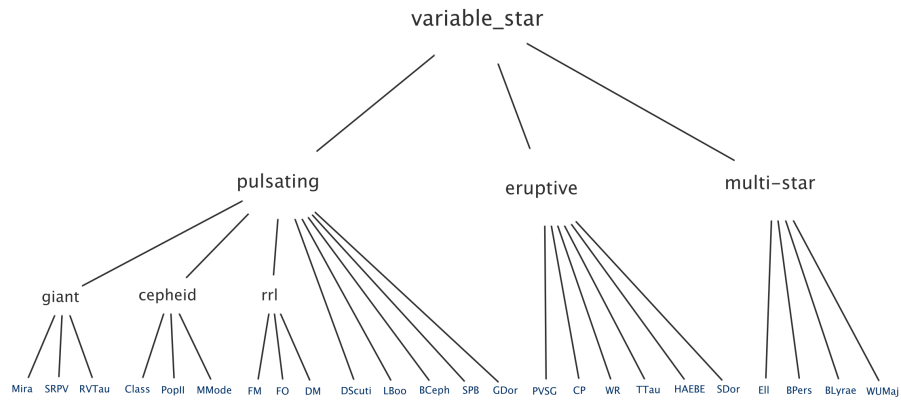 variable_star
pulsating
eruptive
multi-star
giant
cepheid
rrl
Mira SRPV RVTau Class PopII MMode FM FO DM DScuti LBoo BCeph SPB GDor PVSG CP WR TTau HAEBE SDor Ell BPers BLyrae WUMaj